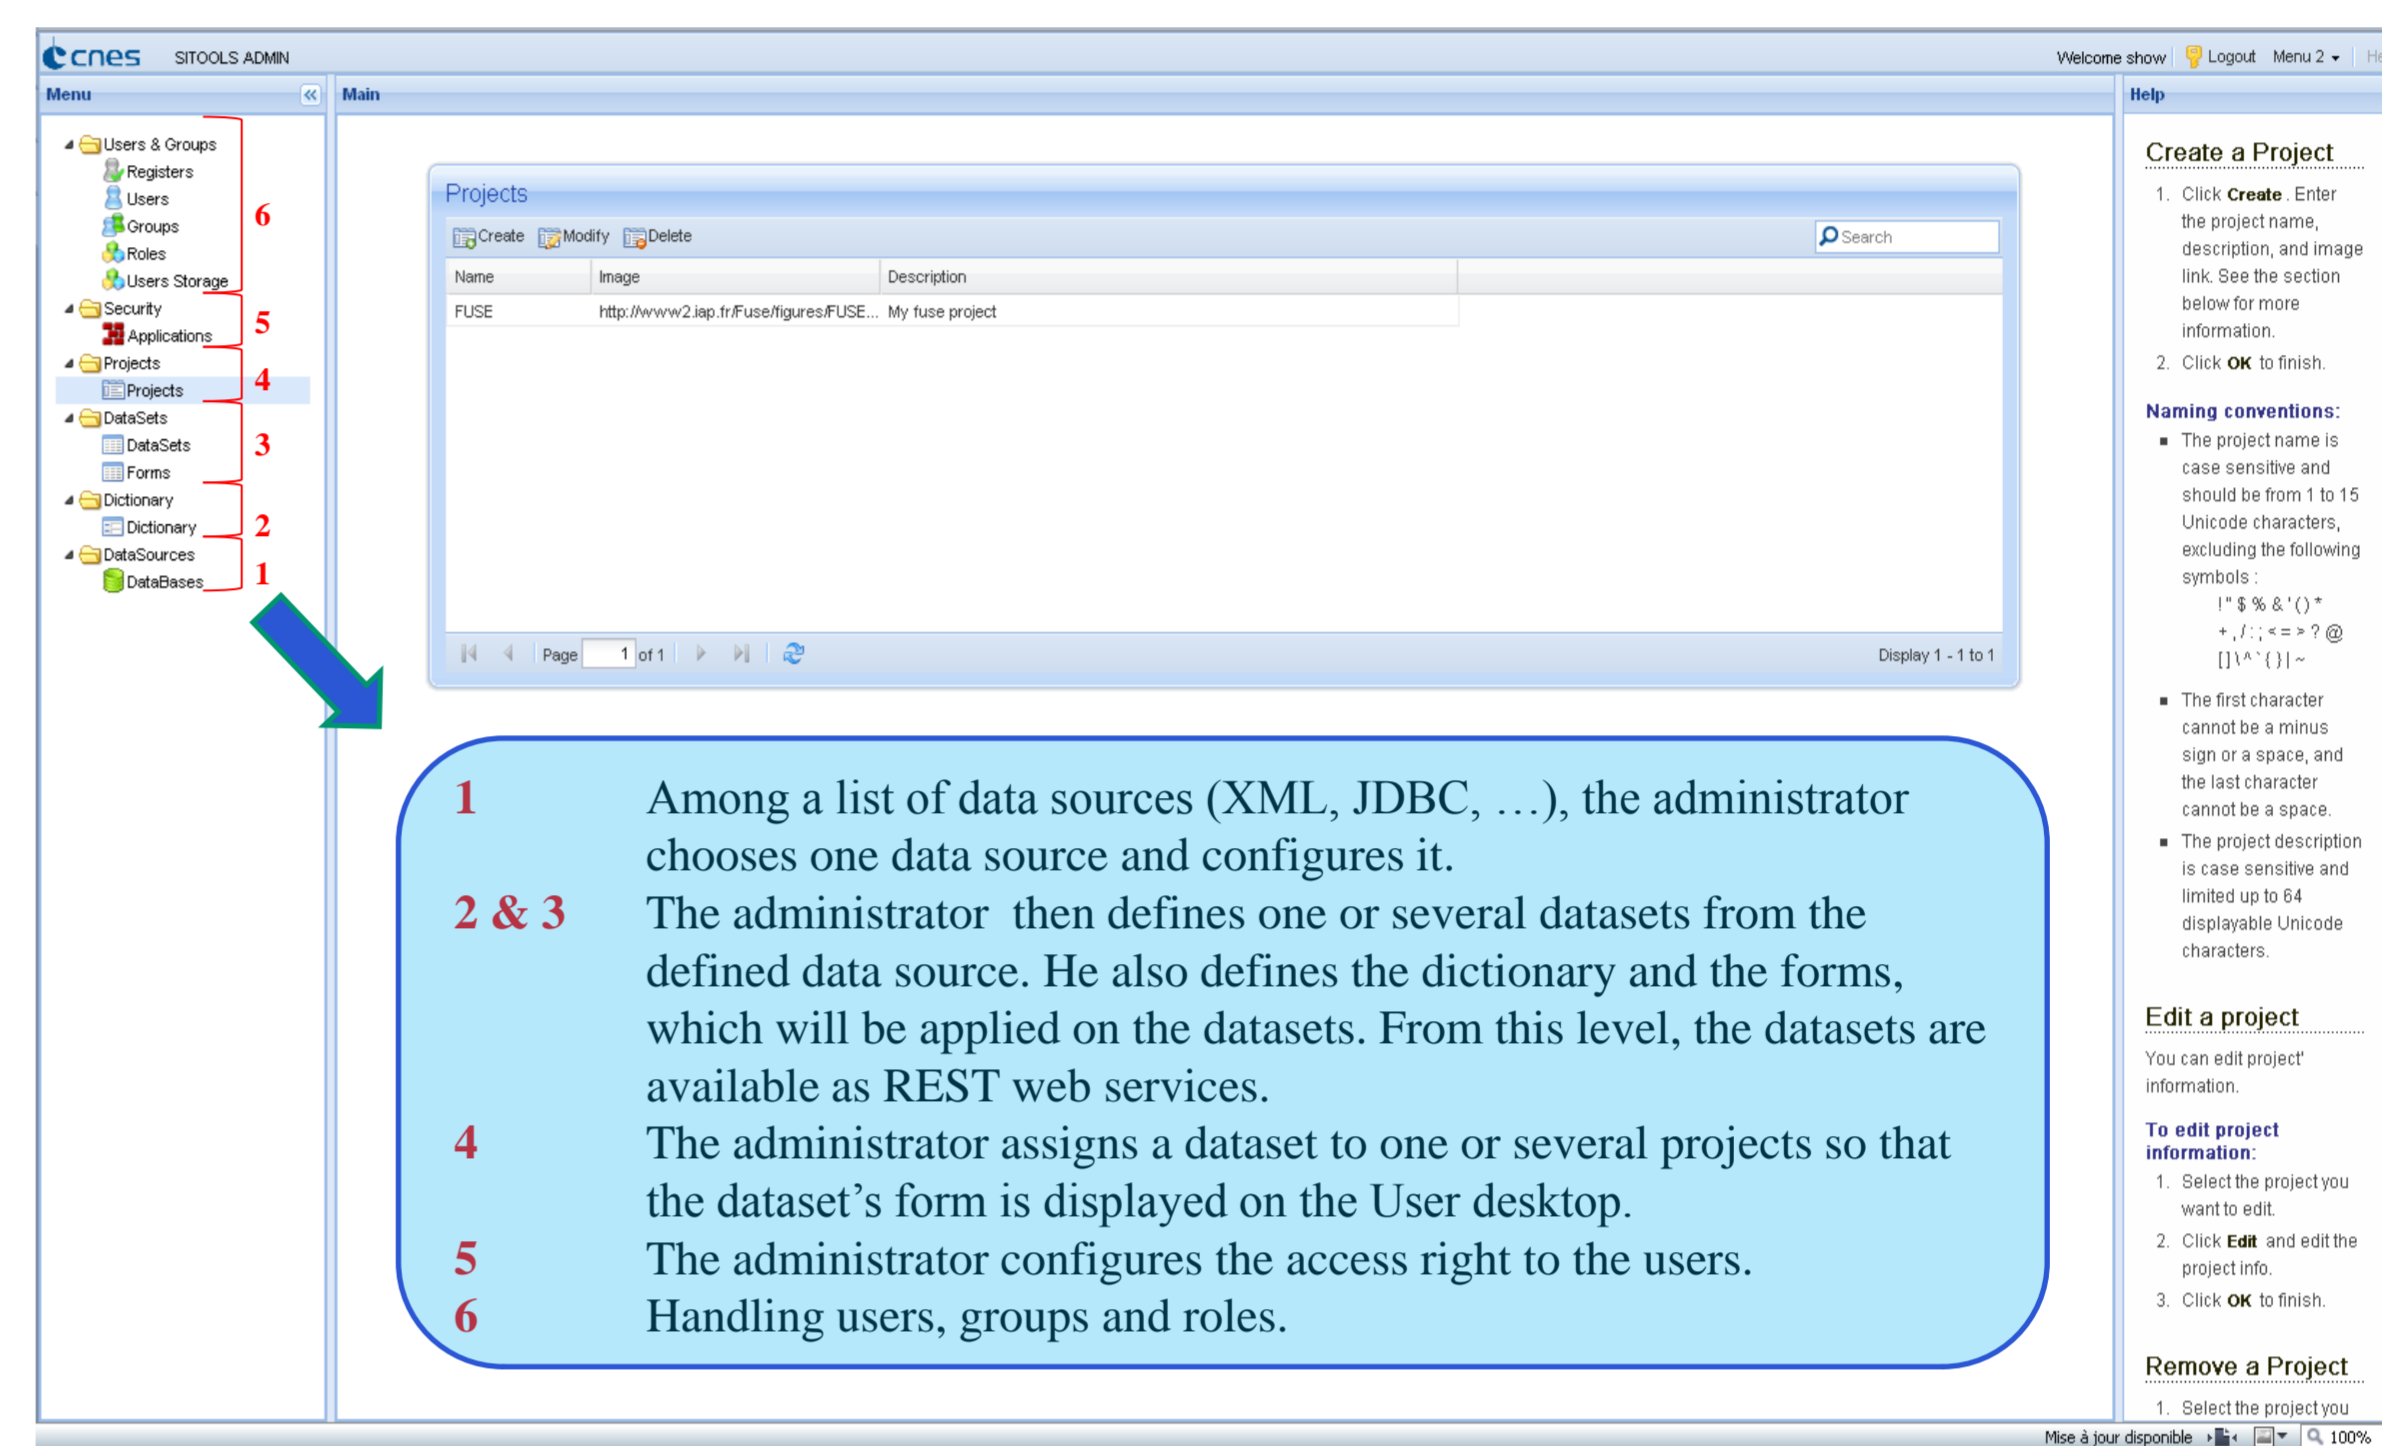 cnes SITOOLS ADMIN
Welcome show Logout Menu 2
Menu
Main
Help
Users & Groups
Registers
Users
Groups
Roles
Users Storage
6
Security
Applications
5
Projects
Projects
4
DataSets
DataSets
Forms
3
Dictionary
Dictionary
2
DataSources
DataBases
1
Projects
Create Modify Delete Search
Name Image Description
FUSE http://www2.iap.fr/Fuse/figures/FUSE... My fuse project
Page 1 of 1 Display 1 - 1 to 1
1 Among a list of data sources (XML, JDBC, …), the administrator
chooses one data source and configures it.
2 & 3 The administrator then defines one or several datasets from the
defined data source. He also defines the dictionary and the forms,
which will be applied on the datasets. From this level, the datasets are
available as REST web services.
4 The administrator assigns a dataset to one or several projects so that
the dataset’s form is displayed on the User desktop.
5 The administrator configures the access right to the users.
6 Handling users, groups and roles.
Create a Project
1. Click Create . Enter
the project name,
description, and image
link. See the section
below for more
information.
2. Click OK to finish.
Naming conventions:
▪ The project name is
case sensitive and
should be from 1 to 15
Unicode characters,
excluding the following
symbols :
! " $ % & ' ( ) *
+ , / : ; < = > ? @
[ ] \ ^ ` { } | ~
▪ The first character
cannot be a minus
sign or a space, and
the last character
cannot be a space.
▪ The project description
is case sensitive and
limited up to 64
displayable Unicode
characters.
Edit a project
You can edit project'
information.
To edit project
information:
1. Select the project you
want to edit.
2. Click Edit and edit the
project info.
3. Click OK to finish.
Remove a Project
1. Select the project you
Mise à jour disponible 100%